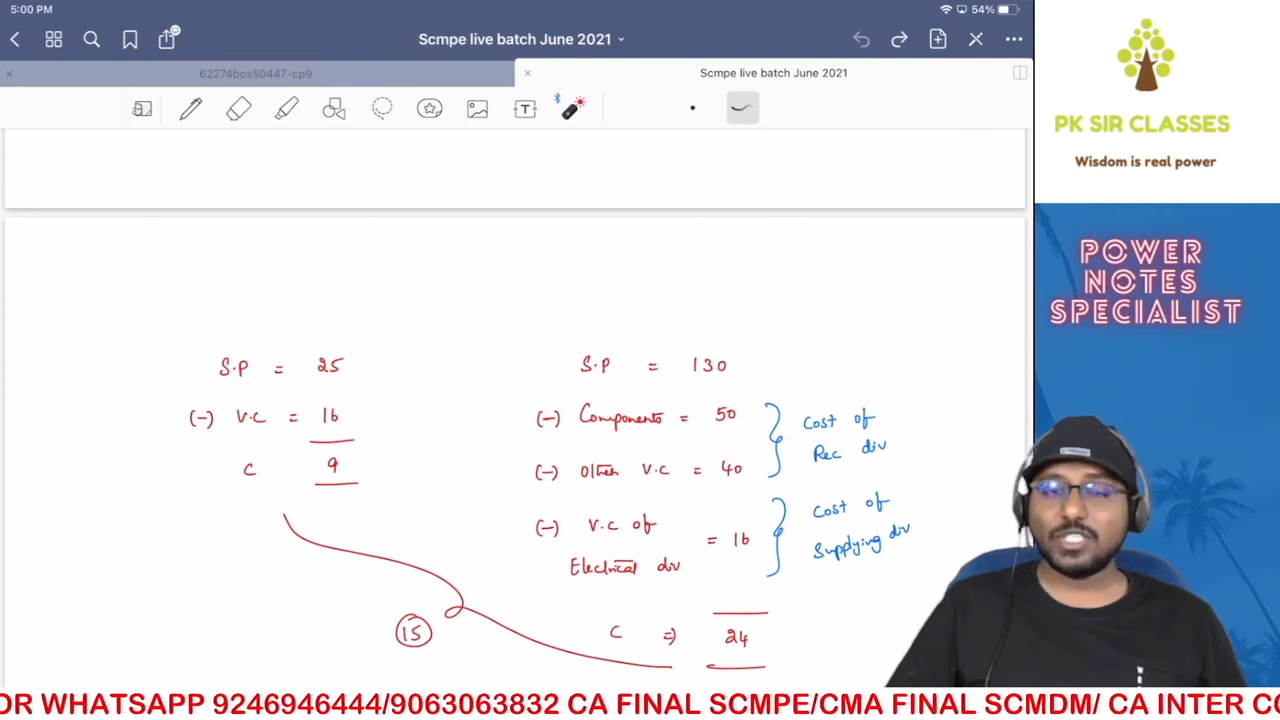 5:00 PM
54%
Scmpe live batch June 2021
62274bos50447-cp9
Scmpe live batch June 2021
T
PK SIR CLASSES
Wisdom is real power
POWER
NOTES
SPECIALIST
S.P = 25
(-) V.C = 16
C 9
S.P = 130
(-) Components = 50
(-) Other V.C = 40
Cost of
Rec div
(-) V.C of
Electrical div = 16
Cost of
Supplying div
15
C => 24
OR WHATSAPP 9246946444/9063063832 CA FINAL SCMPE/CMA FINAL SCMDM/ CA INTER CO